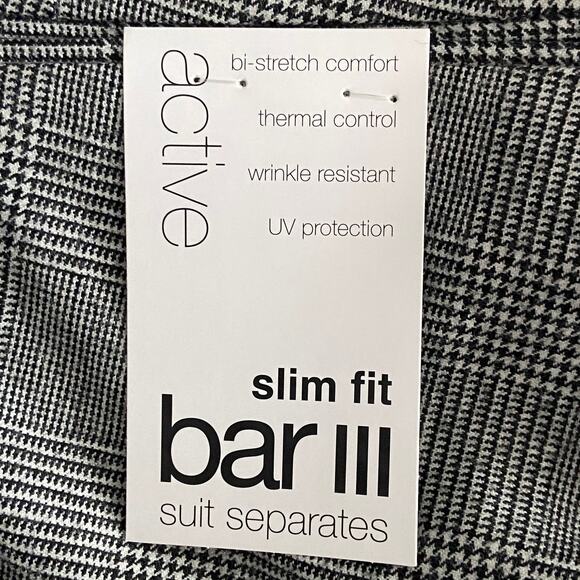 active
bi-stretch comfort
thermal control
wrinkle resistant
UV protection
slim fit
bar III
suit separates